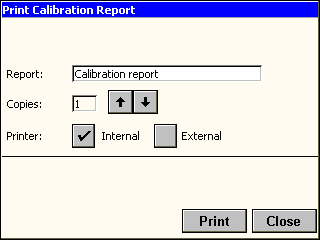 Print Calibration Report
Report: Calibration report
Copies: 1
Printer: Internal External
Print Close